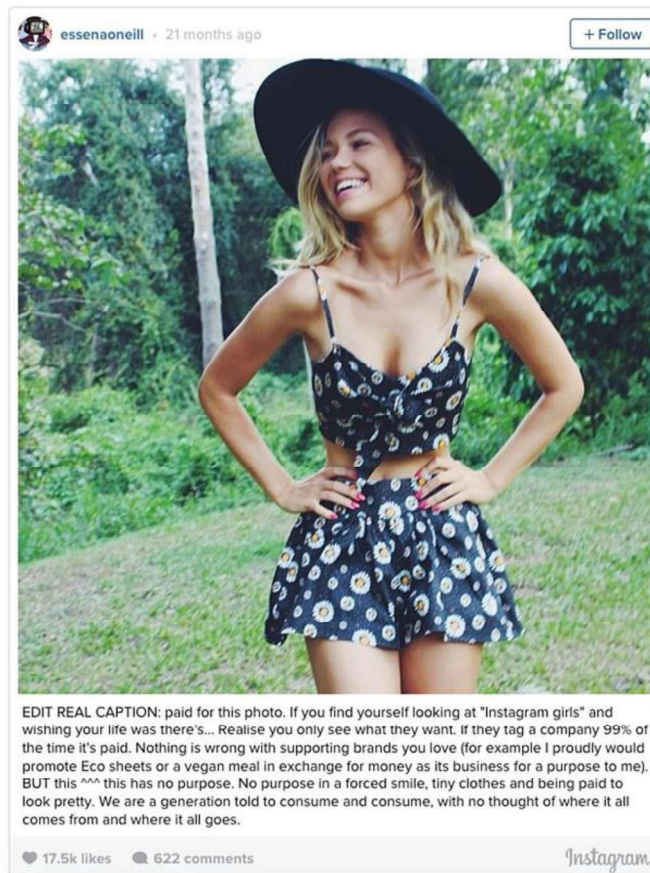 essenaoneill • 21 months ago
+ Follow
EDIT REAL CAPTION: paid for this photo. If you find yourself looking at "Instagram girls" and
wishing your life was there's... Realise you only see what they want. If they tag a company 99% of
the time it's paid. Nothing is wrong with supporting brands you love (for example I proudly would
promote Eco sheets or a vegan meal in exchange for money as its business for a purpose to me).
BUT this ^^^ this has no purpose. No purpose in a forced smile, tiny clothes and being paid to
look pretty. We are a generation told to consume and consume, with no thought of where it all
comes from and where it all goes.
17.5k likes 622 comments
Instagram